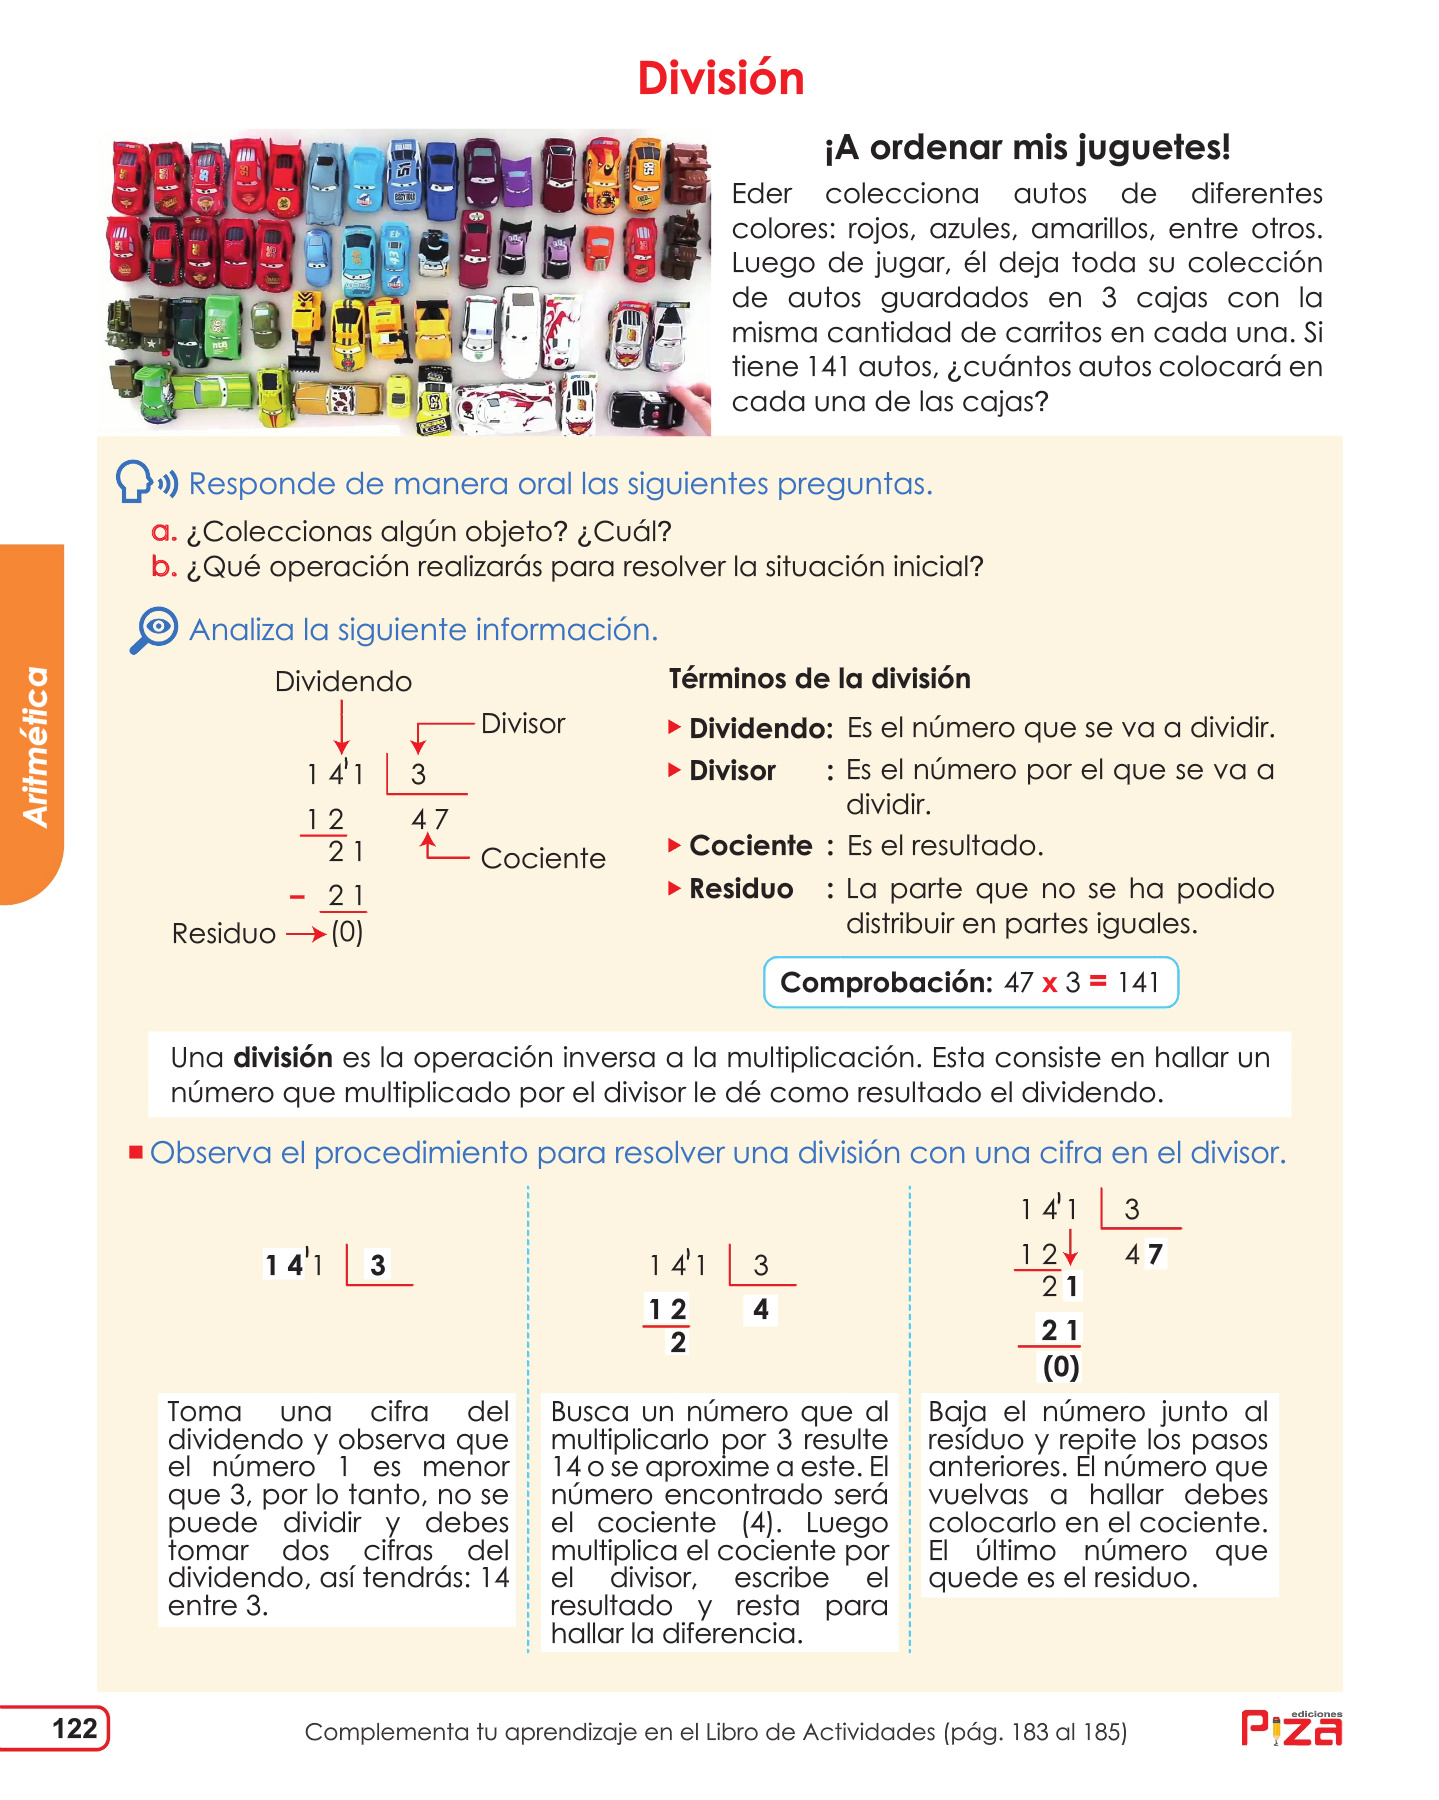 División
¡A ordenar mis juguetes!
Eder colecciona autos de diferentes
colores: rojos, azules, amarillos, entre otros.
Luego de jugar, él deja toda su colección
de autos guardados en 3 cajas con la
misma cantidad de carritos en cada una. Si
tiene 141 autos, ¿cuántos autos colocará en
cada una de las cajas?
Responde de manera oral las siguientes preguntas.
a. ¿Coleccionas algún objeto? ¿Cuál?
b. ¿Qué operación realizarás para resolver la situación inicial?
Aritmética
Analiza la siguiente información.
Dividendo
Divisor
1 4'1 3
1 2 4 7
2 1
Cociente
– 2 1
Residuo (0)
Términos de la división
Dividendo: Es el número que se va a dividir.
Divisor : Es el número por el que se va a
dividir.
Cociente : Es el resultado.
Residuo : La parte que no se ha podido
distribuir en partes iguales.
Comprobación: 47 x 3 = 141
Una división es la operación inversa a la multiplicación. Esta consiste en hallar un
número que multiplicado por el divisor le dé como resultado el dividendo.
Observa el procedimiento para resolver una división con una cifra en el divisor.
1 4'1 3
Toma una cifra del
dividendo y observa que
el número 1 es menor
que 3, por lo tanto, no se
puede dividir y debes
tomar dos cifras del
dividendo, así tendrás: 14
entre 3.
1 4'1 3
1 2 4
2
Busca un número que al
multiplicarlo por 3 resulte
14 o se aproxime a este. El
número encontrado será
el cociente (4). Luego
multiplica el cociente por
el divisor, escribe el
resultado y resta para
hallar la diferencia.
1 4'1 3
1 2 4 7
2 1
2 1
(0)
Baja el número junto al
resíduo y repite los pasos
anteriores. El número que
vuelvas a hallar debes
colocarlo en el cociente.
El último número que
quede es el residuo.
122
Complementa tu aprendizaje en el Libro de Actividades (pág. 183 al 185)
ediciones
Piza